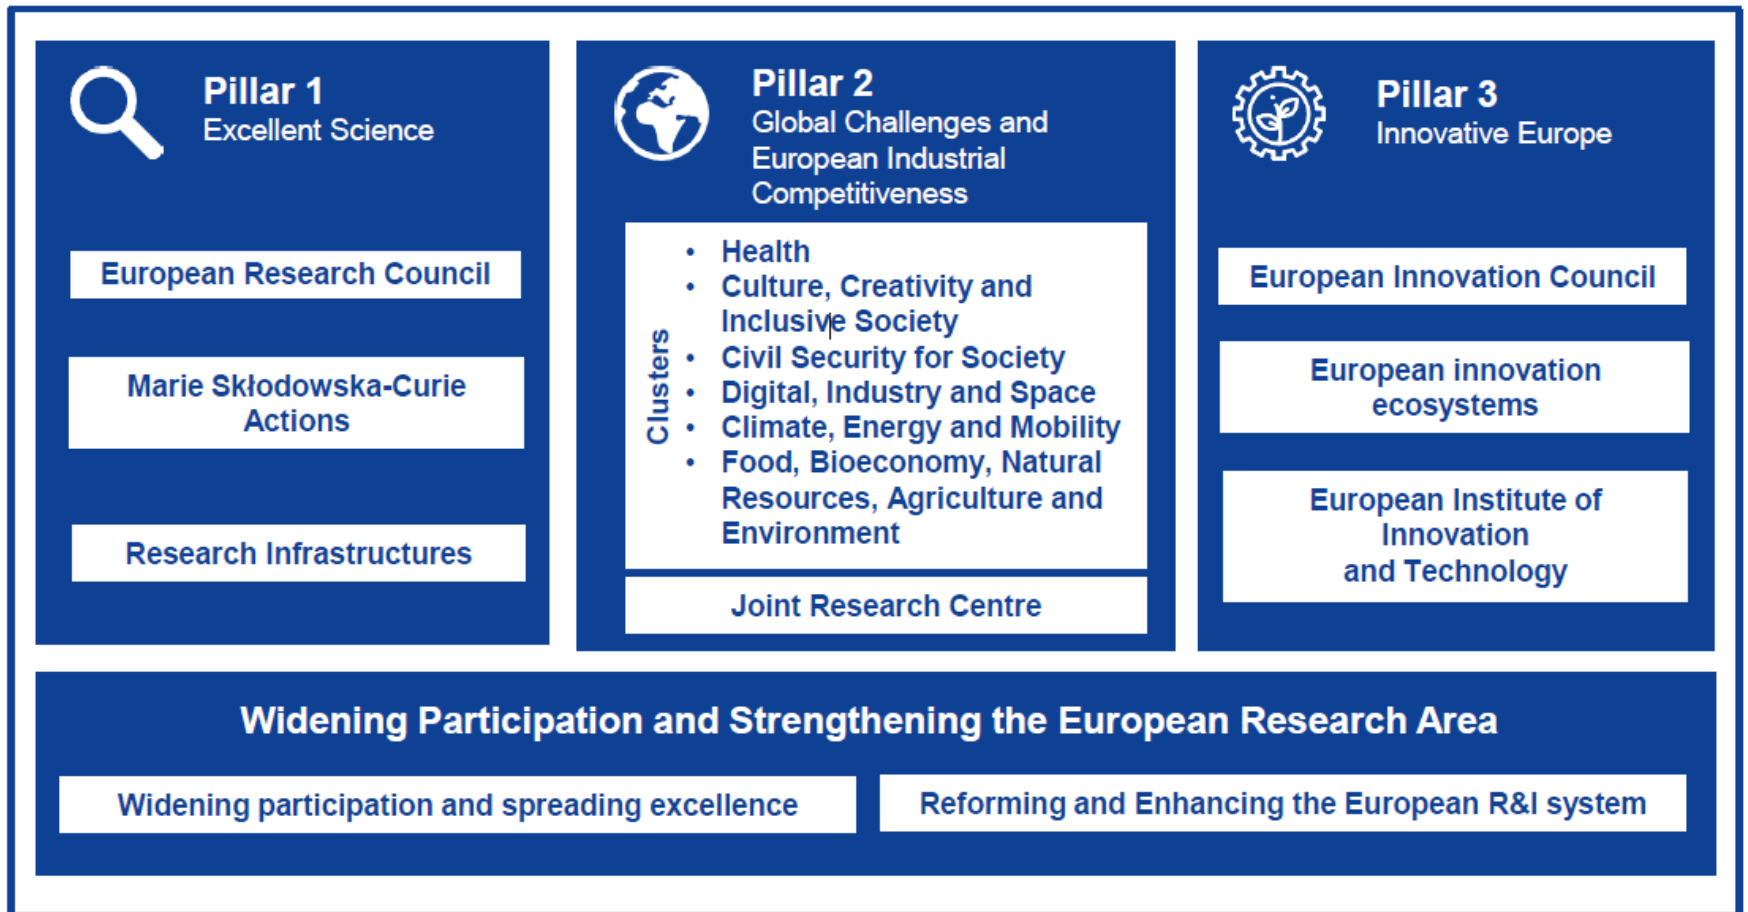 Pillar 1
Excellent Science
European Research Council
Marie Skłodowska-Curie
Actions
Research Infrastructures
Pillar 2
Global Challenges and
European Industrial
Competitiveness
Clusters
• Health
• Culture, Creativity and
Inclusive Society
• Civil Security for Society
• Digital, Industry and Space
• Climate, Energy and Mobility
• Food, Bioeconomy, Natural
Resources, Agriculture and
Environment
Joint Research Centre
Pillar 3
Innovative Europe
European Innovation Council
European innovation
ecosystems
European Institute of
Innovation
and Technology
Widening Participation and Strengthening the European Research Area
Widening participation and spreading excellence
Reforming and Enhancing the European R&I system